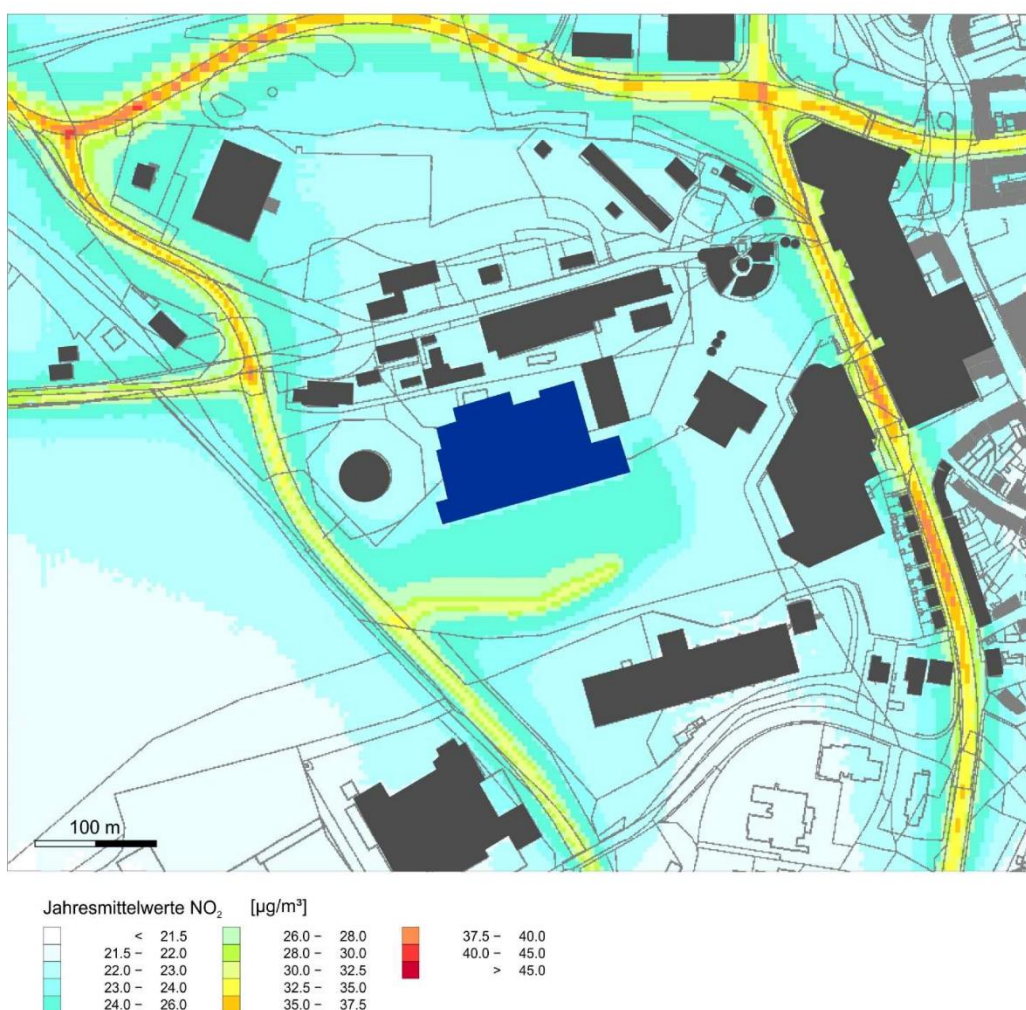 100 m
Jahresmittelwerte NO₂ [µg/m³]
< 21.5 26.0 – 28.0 37.5 – 40.0
21.5 – 22.0 28.0 – 30.0 40.0 – 45.0
22.0 – 23.0 30.0 – 32.5 > 45.0
23.0 – 24.0 32.5 – 35.0
24.0 – 26.0 35.0 – 37.5